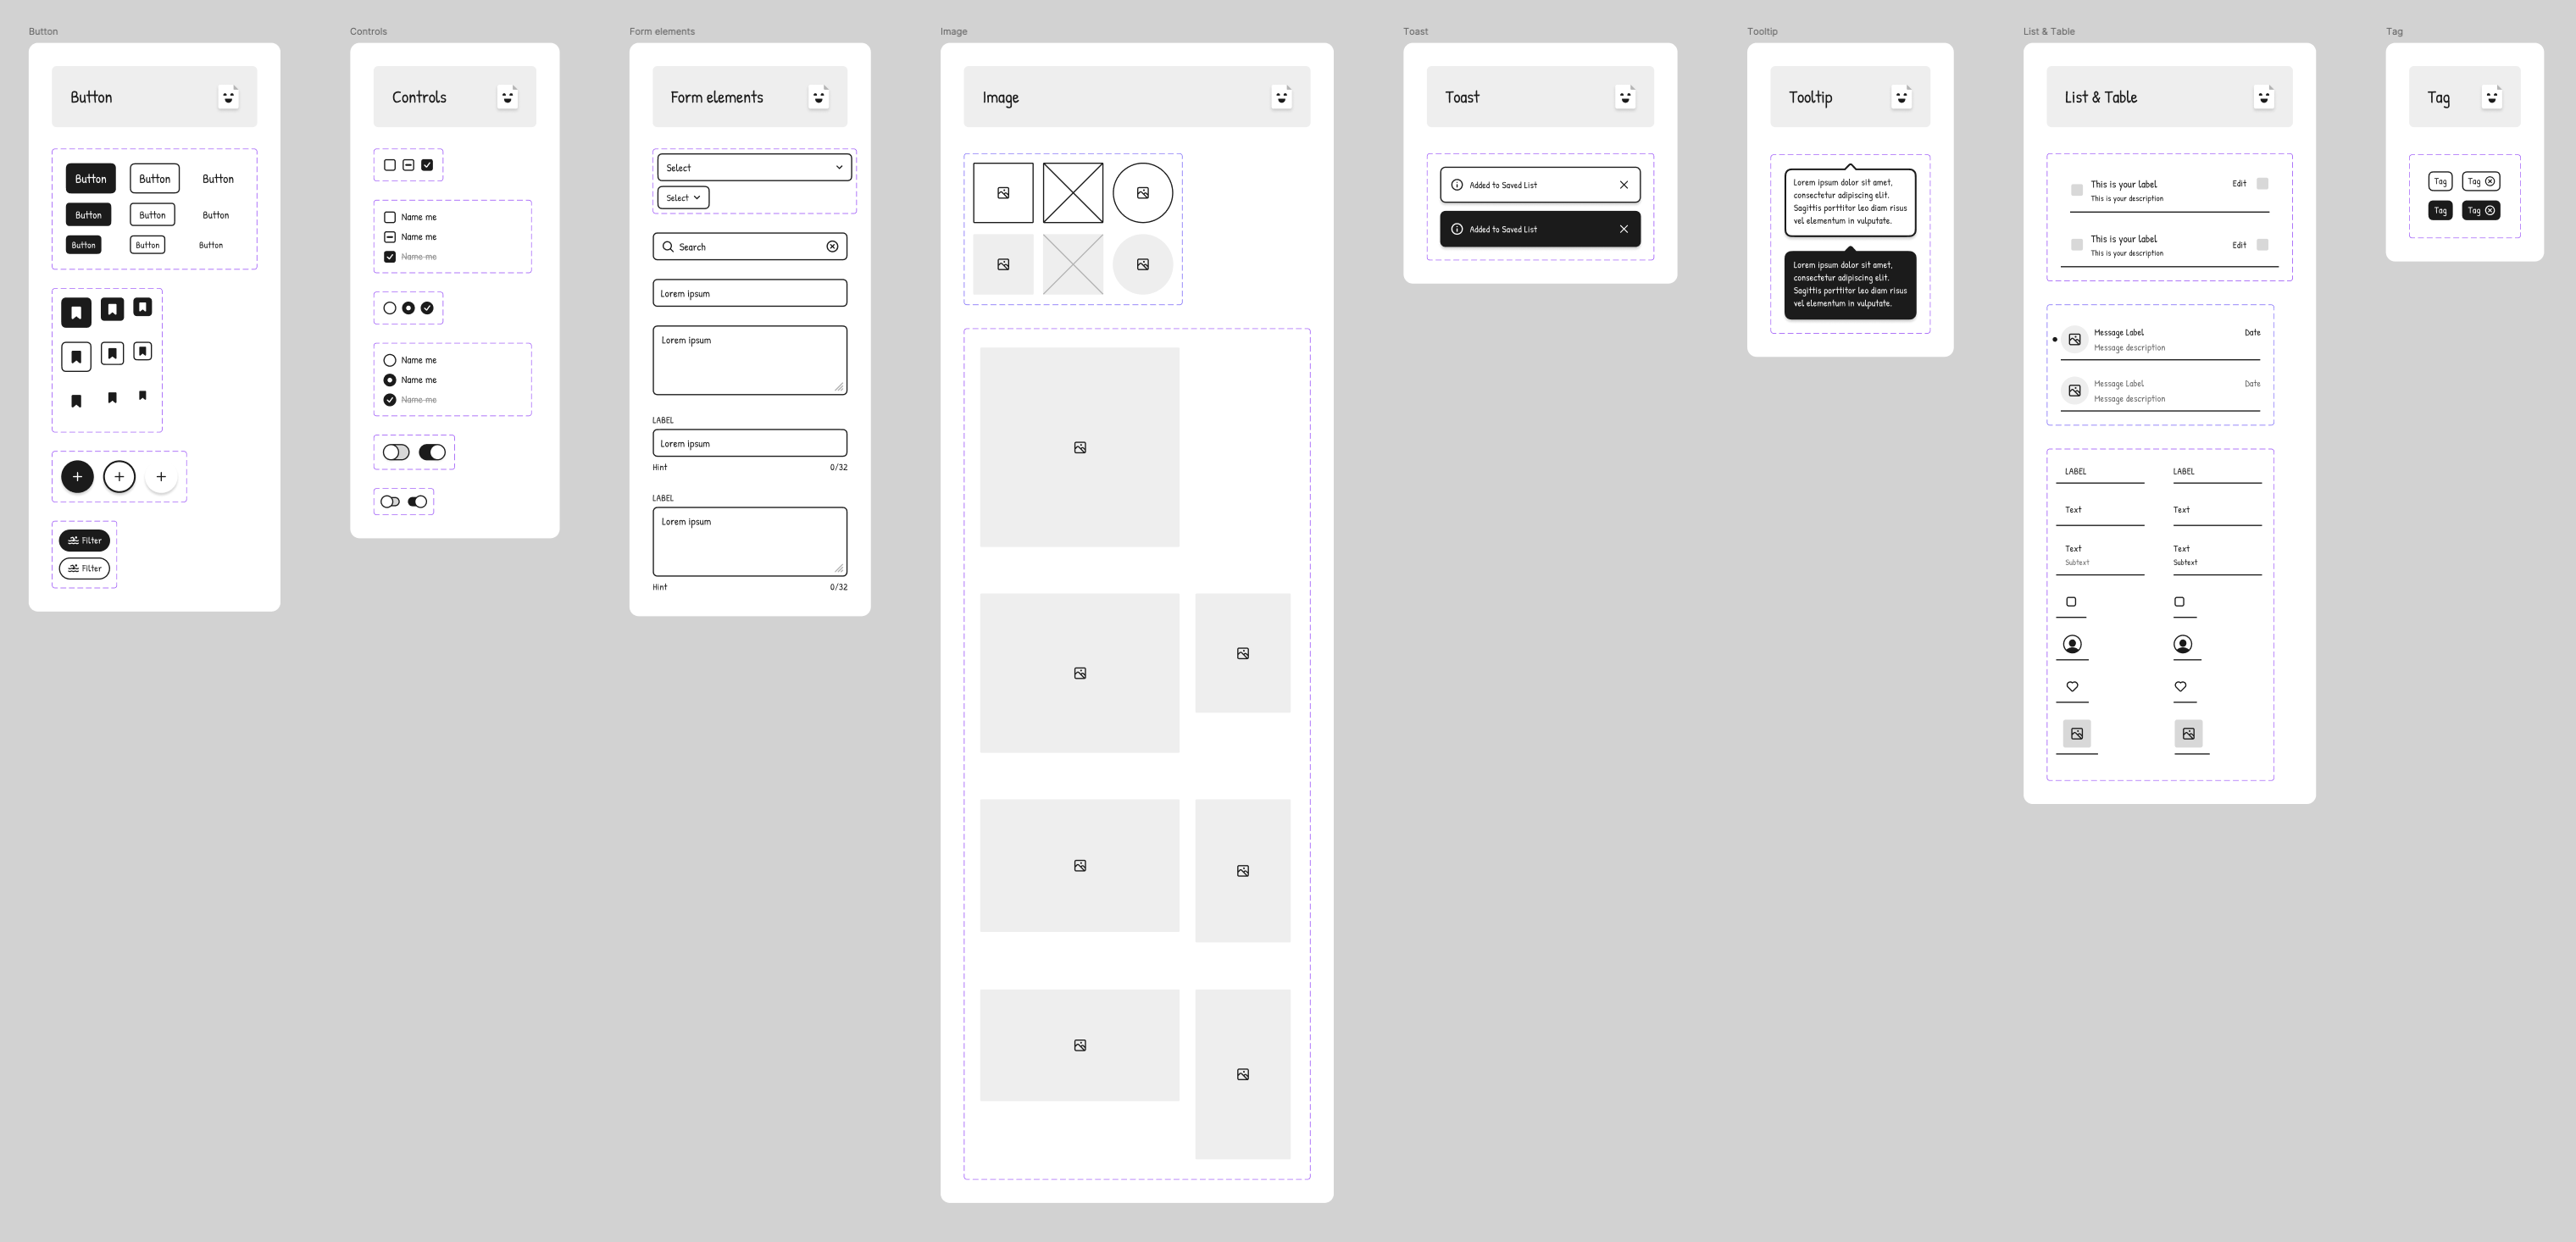 Button
Button
Button Button Button
Button Button Button
Button Button Button
Filter
Filter
Controls
Controls
Name me
Name me
Name me
Name me
Name me
Name me
Form elements
Form elements
Select
Select
Search
Lorem ipsum
Lorem ipsum
LABEL
Lorem ipsum
Hint 0/32
LABEL
Lorem ipsum
Hint 0/32
Image
Image
Toast
Toast
Added to Saved List
Added to Saved List
Tooltip
Tooltip
Lorem ipsum dolor sit amet,
consectetur adipiscing elit.
Sagittis porttitor leo diam risus
vel elementum in vulputate.
Lorem ipsum dolor sit amet,
consectetur adipiscing elit.
Sagittis porttitor leo diam risus
vel elementum in vulputate.
List & Table
List & Table
This is your label Edit
This is your description
This is your label Edit
This is your description
Message Label Date
Message description
Message Label Date
Message description
LABEL LABEL
Text Text
Text Text
Subtext Subtext
Tag
Tag
Tag Tag
Tag Tag